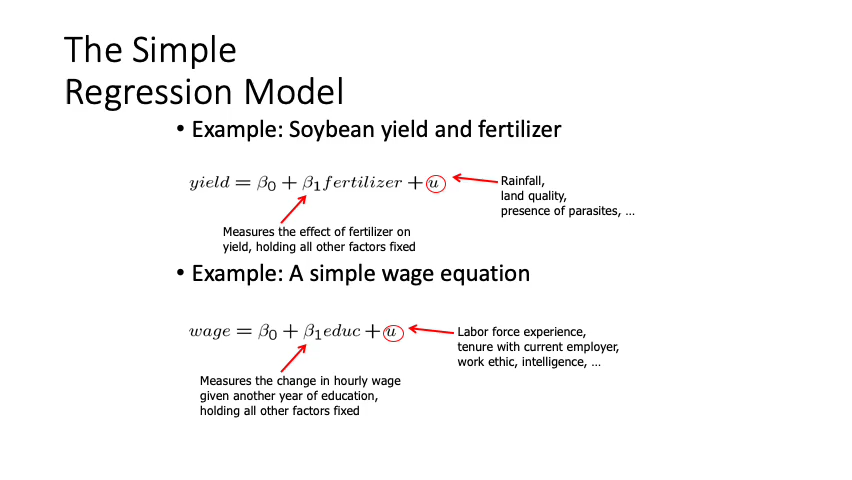 The Simple
Regression Model
• Example: Soybean yield and fertilizer
yield = β₀ + β₁fertilizer + u
Rainfall,
land quality,
presence of parasites, ...
Measures the effect of fertilizer on
yield, holding all other factors fixed
• Example: A simple wage equation
wage = β₀ + β₁educ + u
Labor force experience,
tenure with current employer,
work ethic, intelligence, ...
Measures the change in hourly wage
given another year of education,
holding all other factors fixed